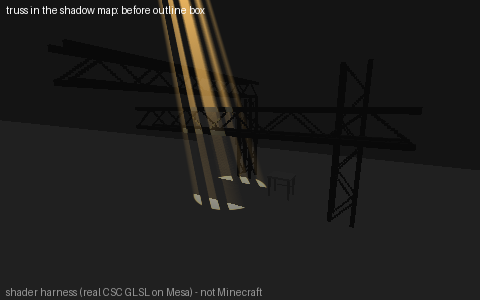 truss in the shadow map: before outline box
shader harness (real CSC GLSL on Mesa) - not Minecraft